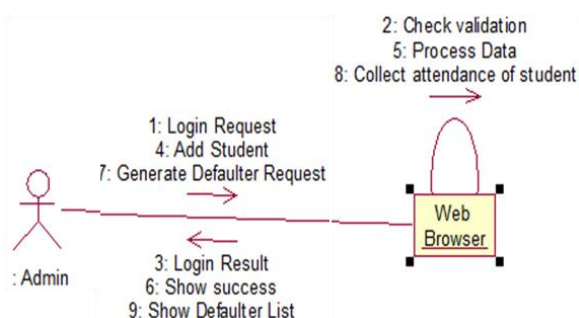 2: Check validation
5: Process Data
8: Collect attendance of student
1: Login Request
4: Add Student
7: Generate Defaulter Request
Web
Browser
: Admin
3: Login Result
6: Show success
9: Show Defaulter List